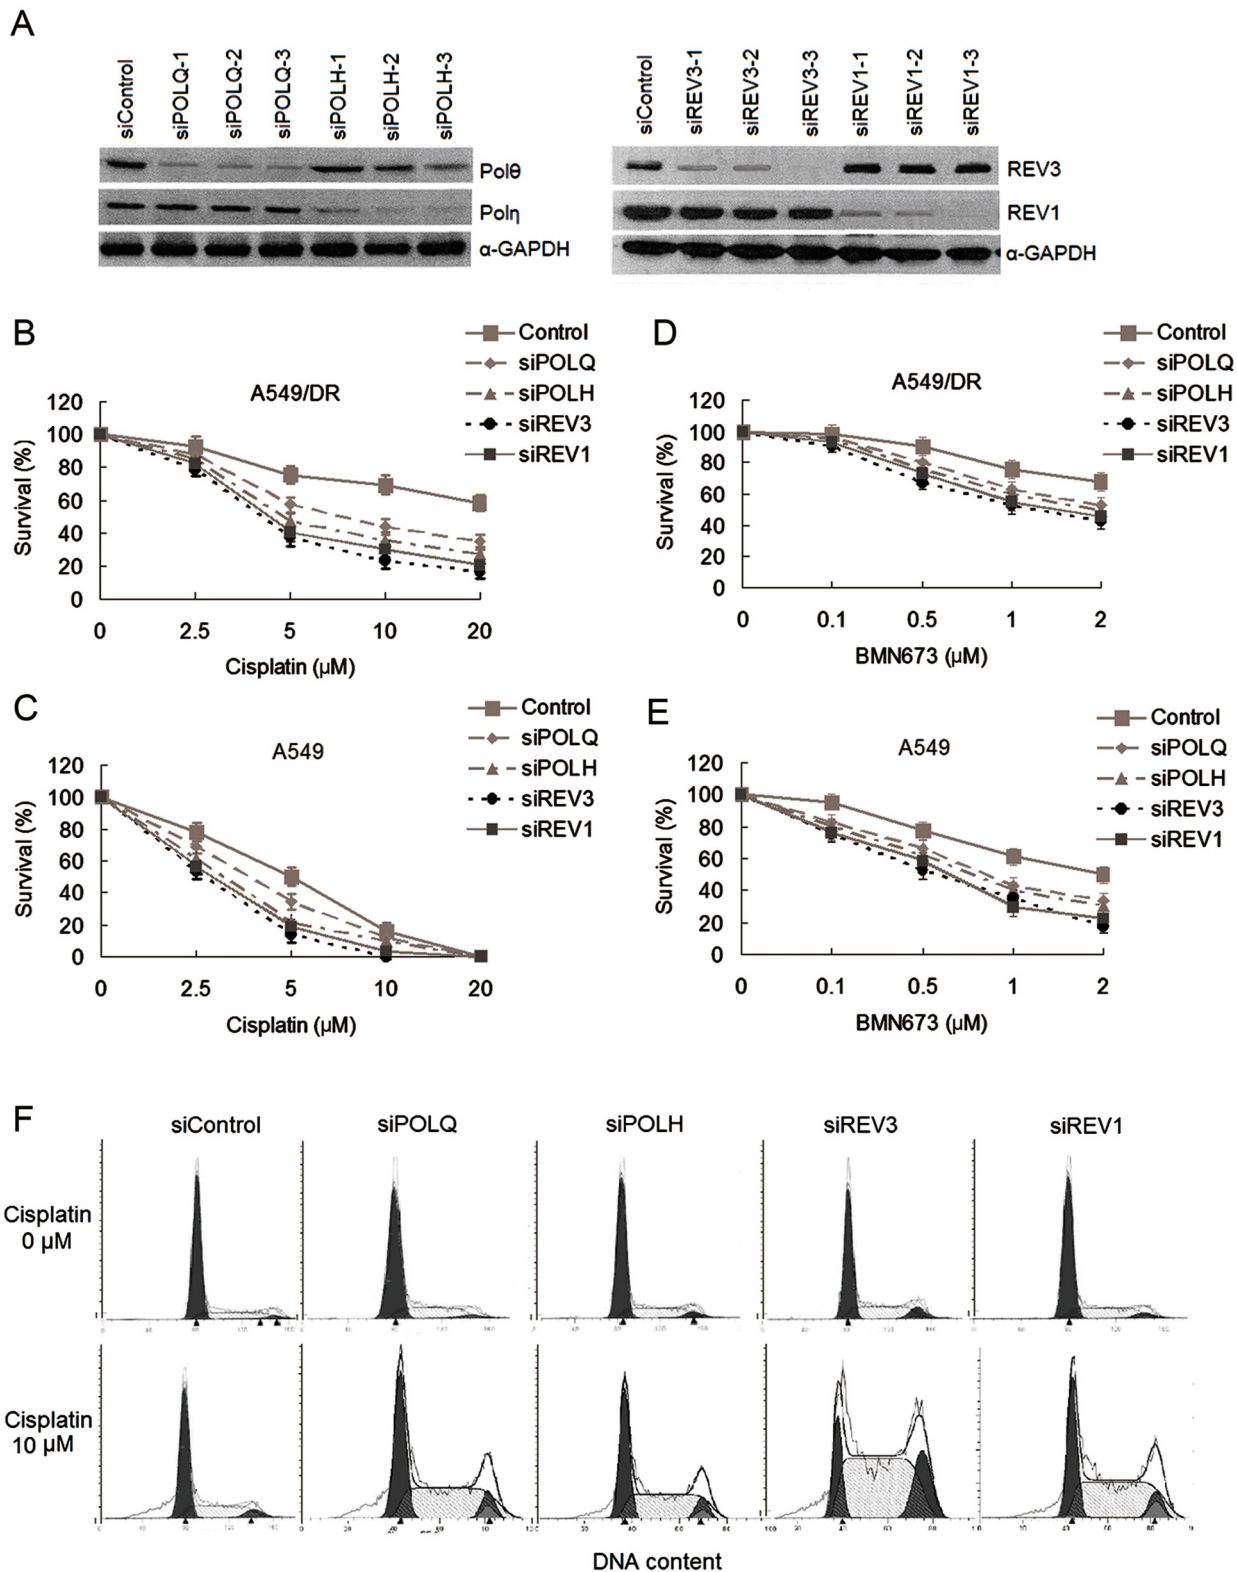 A
siControl
siPOLQ-1
siPOLQ-2
siPOLQ-3
siPOLH-1
siPOLH-2
siPOLH-3
Polθ
Polη
α-GAPDH
siControl
siREV3-1
siREV3-2
siREV3-3
siREV1-1
siREV1-2
siREV1-3
REV3
REV1
α-GAPDH
B
Control
siPOLQ
siPOLH
siREV3
siREV1
A549/DR
Survival (%)
120
100
80
60
40
20
0
0 2.5 5 10 20
Cisplatin (µM)
D
Control
siPOLQ
siPOLH
siREV3
siREV1
A549/DR
Survival (%)
120
100
80
60
40
20
0
0 0.1 0.5 1 2
BMN673 (µM)
C
Control
siPOLQ
siPOLH
siREV3
siREV1
A549
Survival (%)
120
100
80
60
40
20
0
0 2.5 5 10 20
Cisplatin (µM)
E
Control
siPOLQ
siPOLH
siREV3
siREV1
A549
Survival (%)
120
100
80
60
40
20
0
0 0.1 0.5 1 2
BMN673 (µM)
F
siControl siPOLQ siPOLH siREV3 siREV1
Cisplatin
0 µM
Cisplatin
10 µM
DNA content